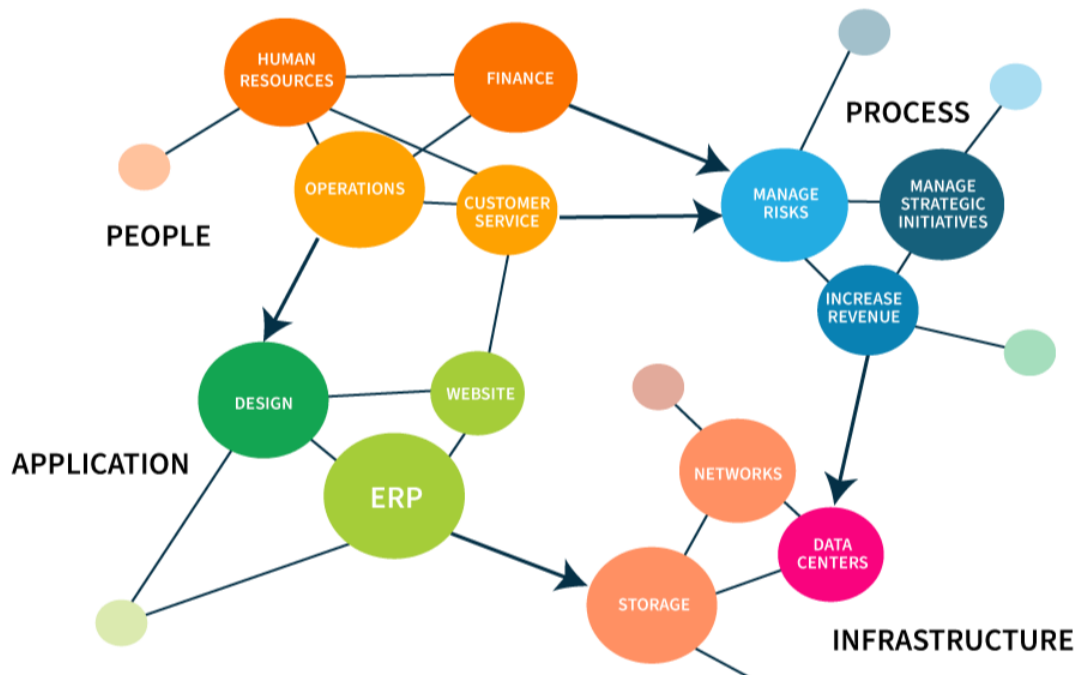 HUMAN
RESOURCES
FINANCE
PROCESS
OPERATIONS
CUSTOMER
SERVICE
MANAGE
RISKS
MANAGE
STRATEGIC
INITIATIVES
PEOPLE
INCREASE
REVENUE
DESIGN
WEBSITE
APPLICATION
ERP
NETWORKS
DATA
CENTERS
STORAGE
INFRASTRUCTURE